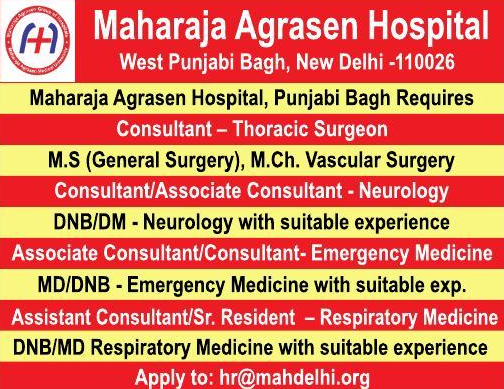 Maharaja Agrasen Hospital
West Punjabi Bagh, New Delhi -110026
Maharaja Agrasen Hospital, Punjabi Bagh Requires
Consultant – Thoracic Surgeon
M.S (General Surgery), M.Ch. Vascular Surgery
Consultant/Associate Consultant - Neurology
DNB/DM - Neurology with suitable experience
Associate Consultant/Consultant- Emergency Medicine
MD/DNB - Emergency Medicine with suitable exp.
Assistant Consultant/Sr. Resident – Respiratory Medicine
DNB/MD Respiratory Medicine with suitable experience
Apply to: hr@mahdelhi.org